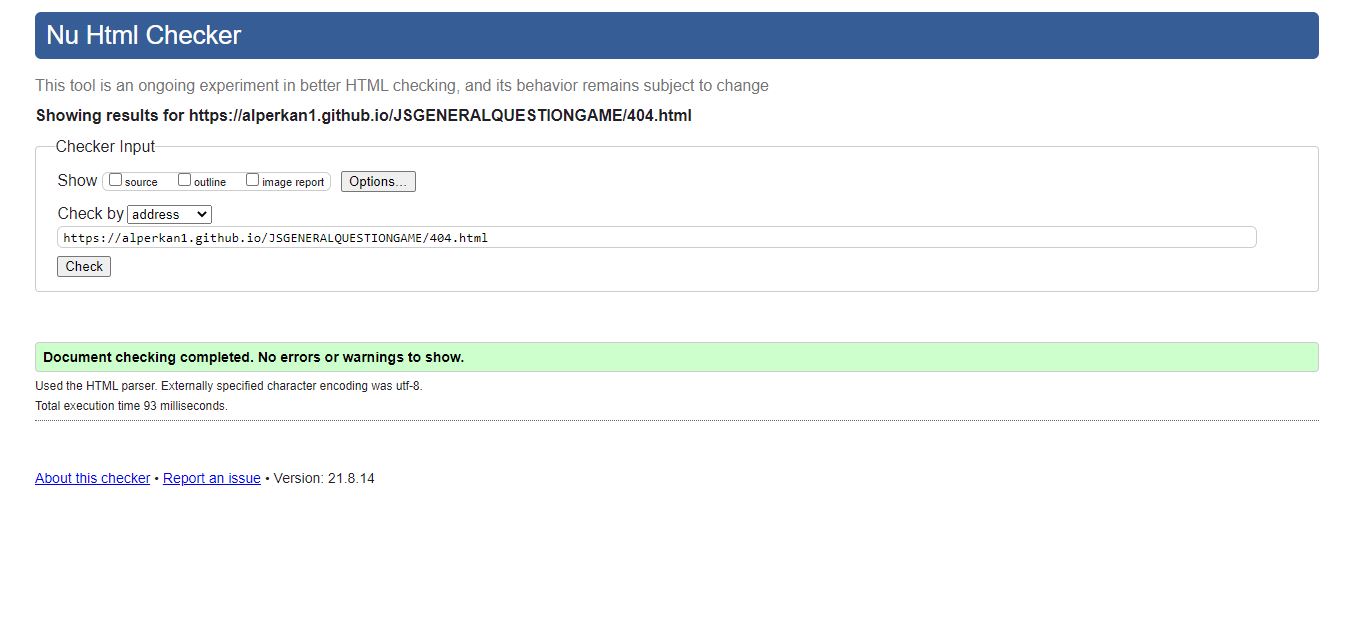 Nu Html Checker
This tool is an ongoing experiment in better HTML checking, and its behavior remains subject to change
Showing results for https://alperkan1.github.io/JSGENERALQUESTIONGAME/404.html
Checker Input
Show source outline image report Options...
Check by address
https://alperkan1.github.io/JSGENERALQUESTIONGAME/404.html
Check
Document checking completed. No errors or warnings to show.
Used the HTML parser. Externally specified character encoding was utf-8.
Total execution time 93 milliseconds.
About this checker • Report an issue • Version: 21.8.14